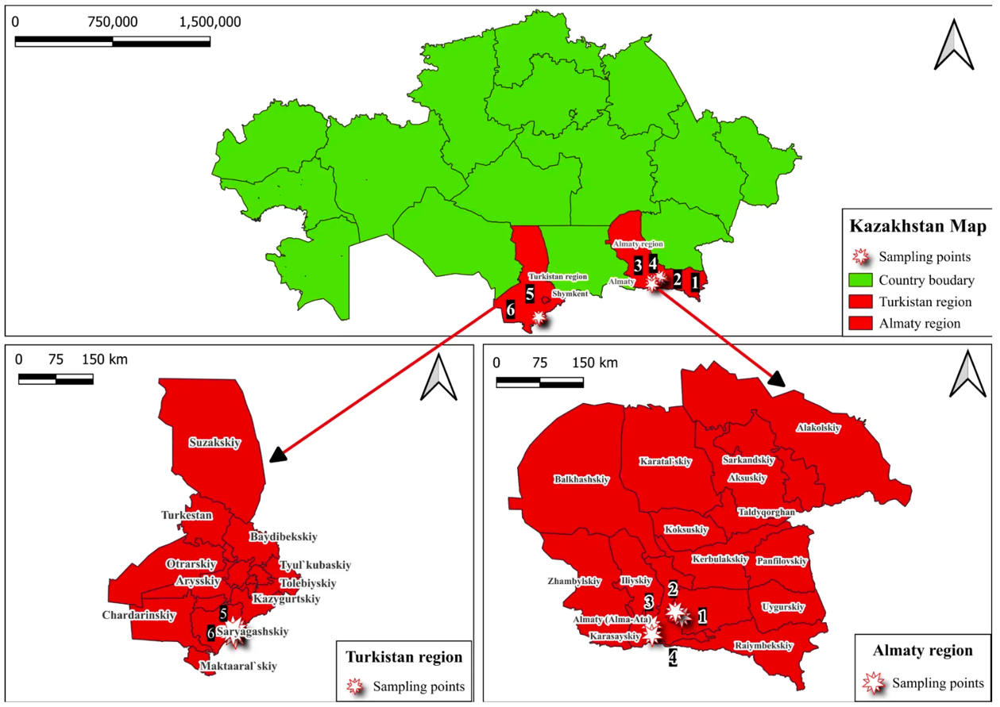 0 750,000 1,500,000
Kazakhstan Map
Sampling points
Country boudary
Turkistan region
Almaty region
Almaty region
3 4
Almaty 2 1
Turkistan region
5 Shymkent
6
0 75 150 km
Suzakskiy
Turkestan
Baydibekskiy
Otrarskiy Tyul`kubaskiy
Arysskiy Tolebiyskiy
Kazygurtskiy
Chardarinskiy 5
6 Saryagashskiy
Maktaaral`skiy
Turkistan region
Sampling points
0 75 150 km
Alakolskiy
Karatal`skiy Sarkandskiy
Balkhashskiy Aksuskiy
Taldyqorghan
Koksuskiy
Kerbulakskiy Panfilovskiy
Zhambylskiy Iliyskiy 2
3 Uygurskiy
Almaty (Alma-Ata) 1
Karasayskiy Raiymbekskiy
4
Almaty region
Sampling points